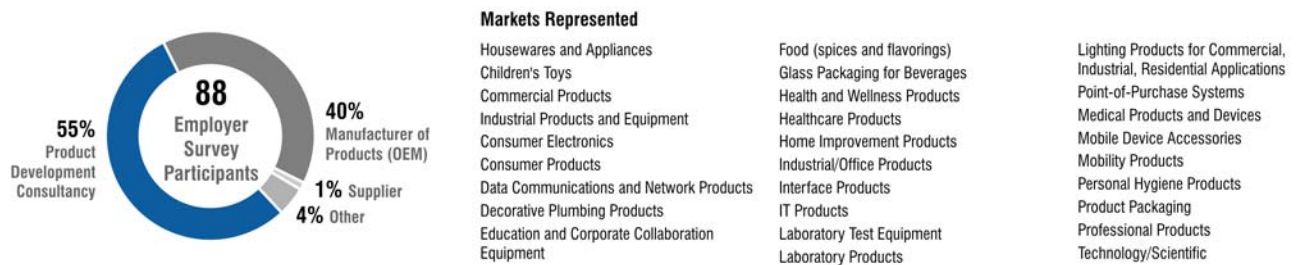 88
Employer
Survey
Participants
55%
Product
Development
Consultancy
40%
Manufacturer of
Products (OEM)
1% Supplier
4% Other
Markets Represented
Housewares and Appliances
Children's Toys
Commercial Products
Industrial Products and Equipment
Consumer Electronics
Consumer Products
Data Communications and Network Products
Decorative Plumbing Products
Education and Corporate Collaboration
Equipment
Food (spices and flavorings)
Glass Packaging for Beverages
Health and Wellness Products
Healthcare Products
Home Improvement Products
Industrial/Office Products
Interface Products
IT Products
Laboratory Test Equipment
Laboratory Products
Lighting Products for Commercial,
Industrial, Residential Applications
Point-of-Purchase Systems
Medical Products and Devices
Mobile Device Accessories
Mobility Products
Personal Hygiene Products
Product Packaging
Professional Products
Technology/Scientific